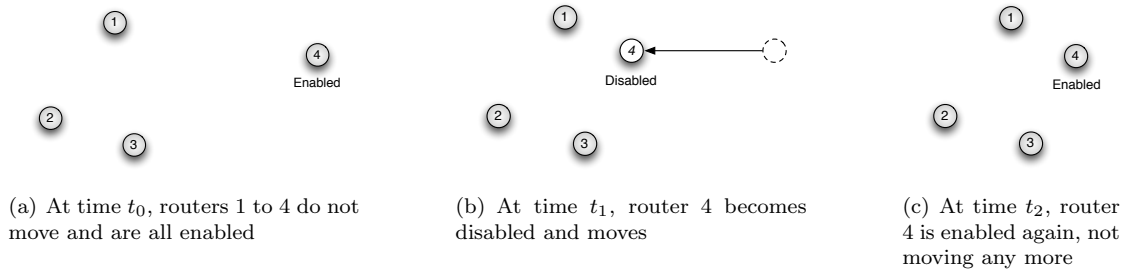 1
4
Enabled
2
3
(a) At time t₀, routers 1 to 4 do not
move and are all enabled
1
4
Disabled
2
3
(b) At time t₁, router 4 becomes
disabled and moves
1
4
Enabled
2
3
(c) At time t₂, router
4 is enabled again, not
moving any more